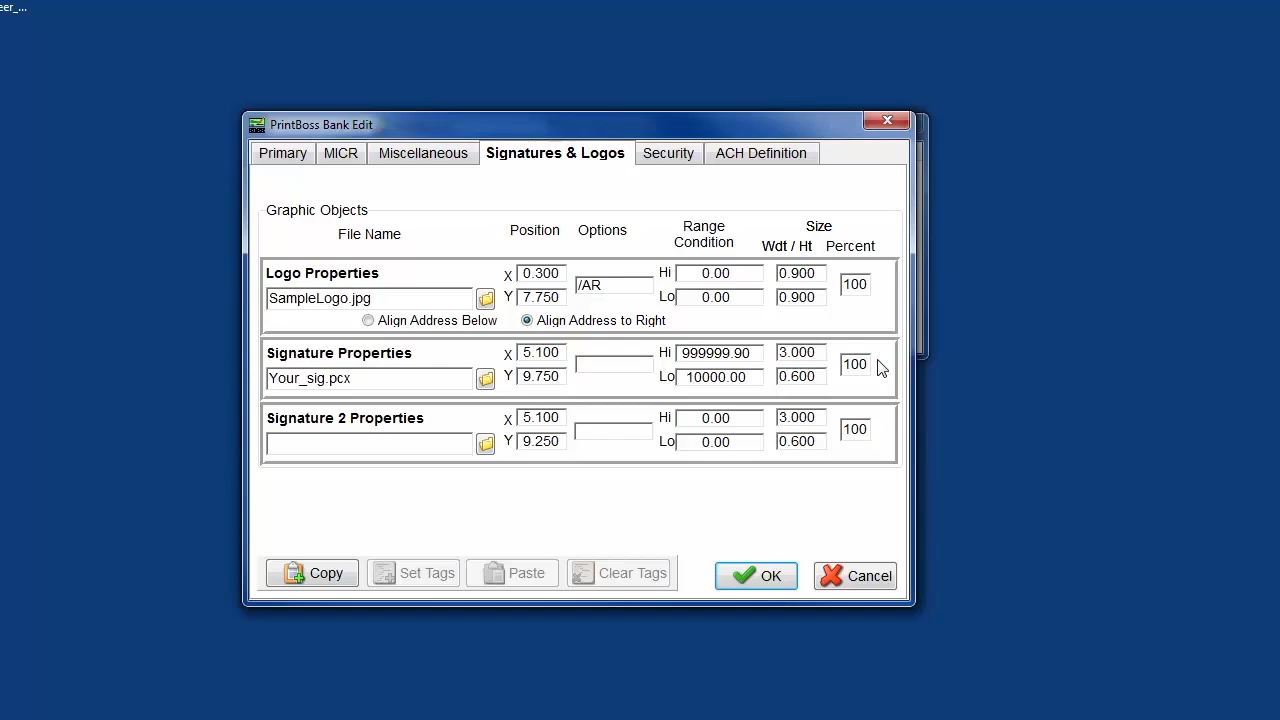 eer_...
PrintBoss Bank Edit
Primary MICR Miscellaneous Signatures & Logos Security ACH Definition
Graphic Objects
File Name Position Options Range Condition Size
Wdt / Ht Percent
Logo Properties X 0.300 /AR Hi 0.00 0.900 100
SampleLogo.jpg Y 7.750 Lo 0.00 0.900
Align Address Below Align Address to Right
Signature Properties X 5.100 Hi 999999.90 3.000 100
Your_sig.pcx Y 9.750 Lo 10000.00 0.600
Signature 2 Properties X 5.100 Hi 0.00 3.000 100
Y 9.250 Lo 0.00 0.600
Copy Set Tags Paste Clear Tags OK Cancel